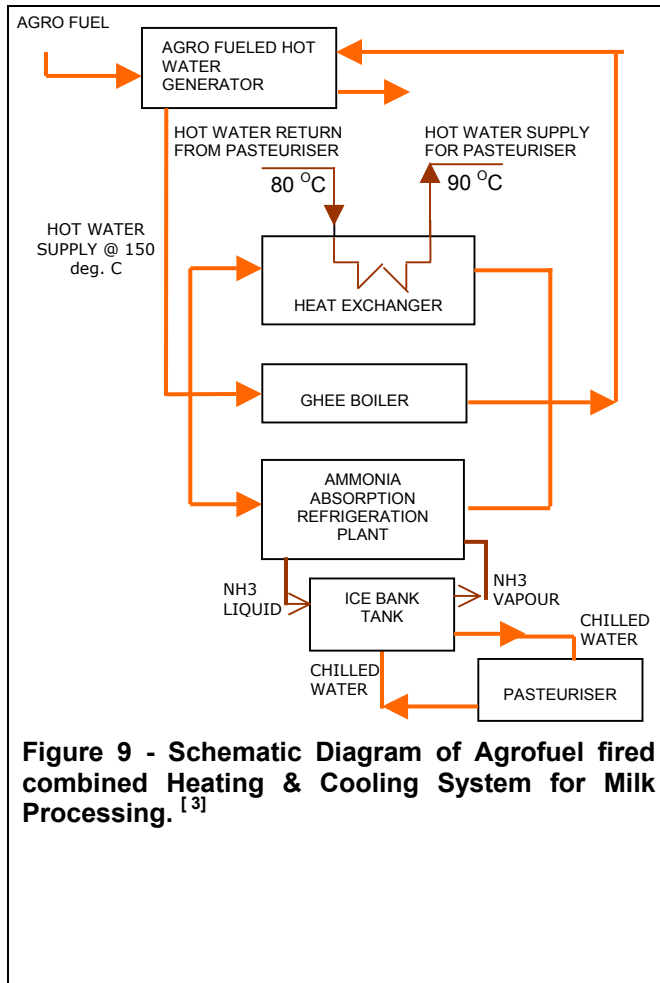 AGRO FUEL
AGRO FUELED HOT
WATER
GENERATOR
HOT WATER RETURN
FROM PASTEURISER
80 ᴼC
HOT WATER SUPPLY
FOR PASTEURISER
90 ᴼC
HOT WATER
SUPPLY @ 150
deg. C
HEAT EXCHANGER
GHEE BOILER
AMMONIA
ABSORPTION
REFRIGERATION
PLANT
NH3
LIQUID
ICE BANK
TANK
NH3
VAPOUR
CHILLED
WATER
CHILLED
WATER
PASTEURISER
Figure 9 - Schematic Diagram of Agrofuel fired
combined Heating & Cooling System for Milk
Processing. [ 3]